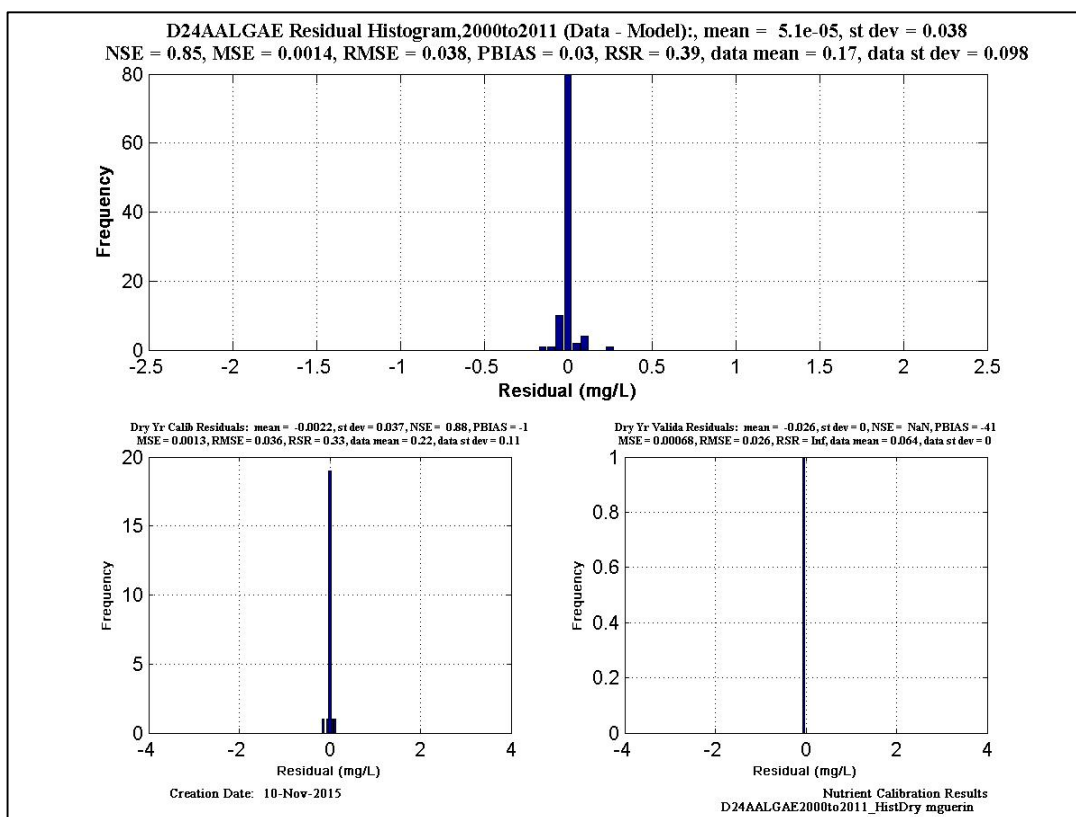 D24AALGAE Residual Histogram,2000to2011 (Data - Model):, mean =  5.1e-05, st dev = 0.038
NSE = 0.85, MSE = 0.0014, RMSE = 0.038, PBIAS = 0.03, RSR = 0.39, data mean = 0.17, data st dev = 0.098
80
60
40
20
0
Frequency
-2.5 -2 -1.5 -1 -0.5 0 0.5 1 1.5 2 2.5
Residual (mg/L)
Dry Yr Calib Residuals:  mean =  -0.0022, st dev = 0.037, NSE =  0.88, PBIAS = -1
MSE = 0.0013, RMSE = 0.036, RSR = 0.33, data mean = 0.22, data st dev = 0.11
20
15
10
5
0
Frequency
-4 -2 0 2 4
Residual (mg/L)
Dry Yr Valida Residuals:  mean =  -0.026, st dev = 0, NSE =  NaN, PBIAS = -41
MSE = 0.00068, RMSE = 0.026, RSR = Inf, data mean = 0.064, data st dev = 0
1
0.8
0.6
0.4
0.2
0
Frequency
-4 -2 0 2 4
Residual (mg/L)
Creation Date:  10-Nov-2015
Nutrient Calibration Results
D24AALGAE2000to2011_HistDry mguerin